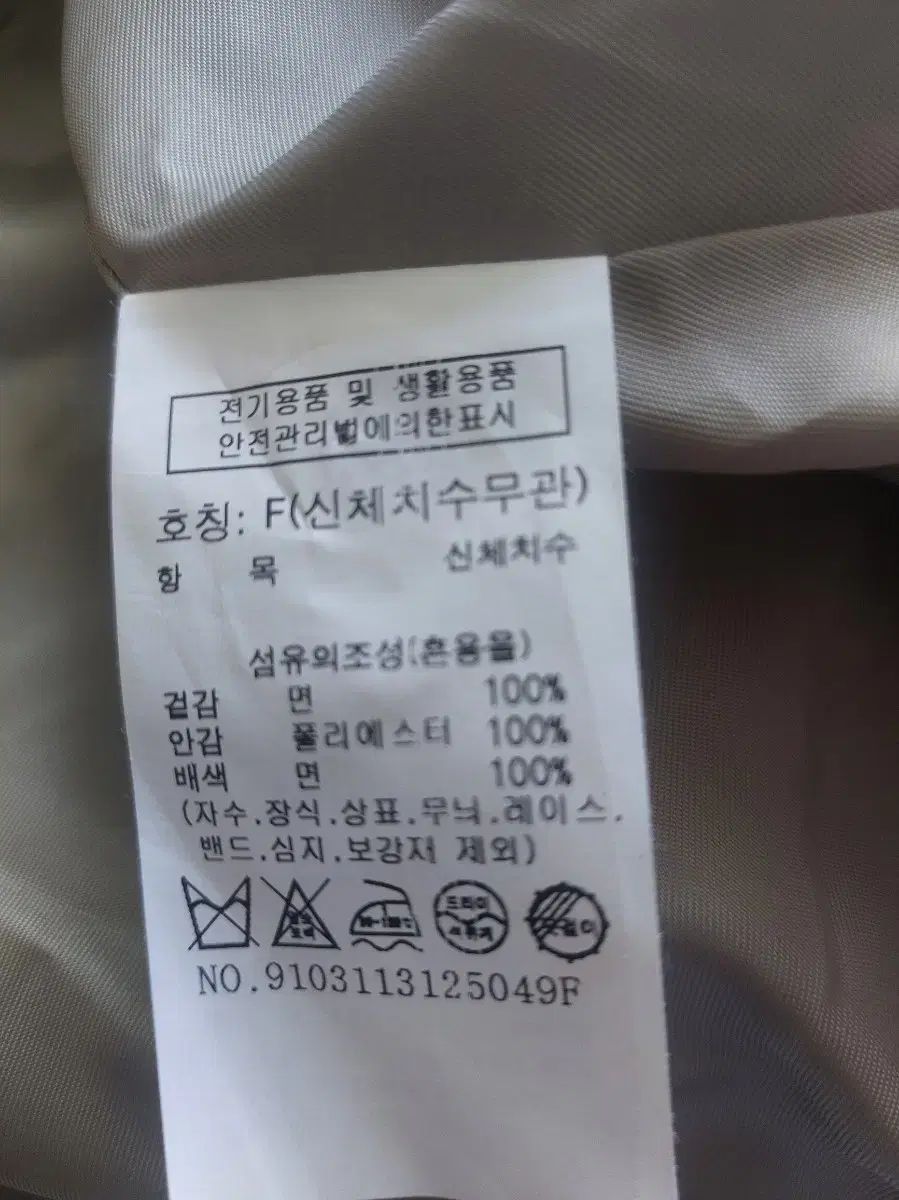 전기용품 및 생활용품
안전관리법에의한표시
호칭: F(신체치수무관)
항 목 신체치수
섬유의조성(혼용율)
겉감 면 100%
안감 폴리에스터 100%
배색 면 100%
(자수.장식.상표.무늬.레이스.
밴드.심지.보강재 제외)
드라이
NO.9103113125049F